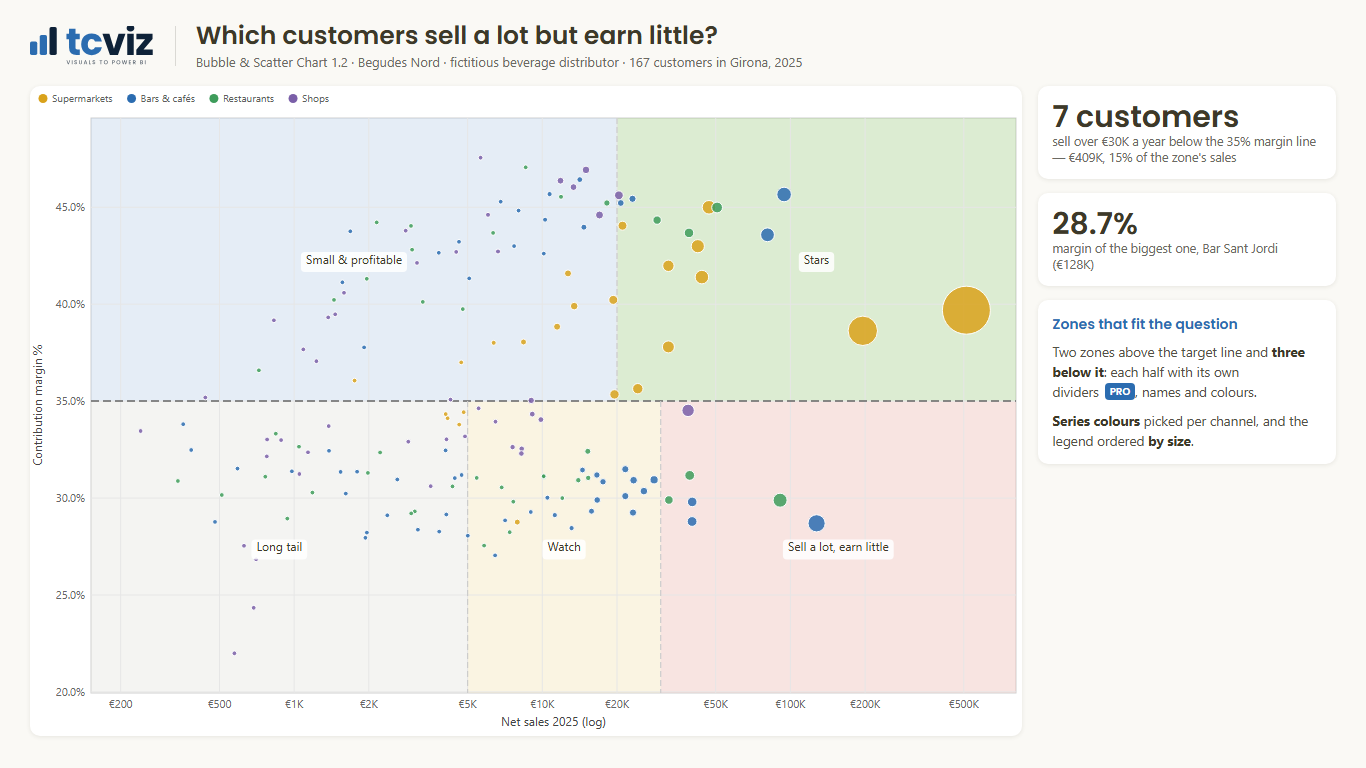 tcviz
VISUALS TO POWER BI
Which customers sell a lot but earn little?
Bubble & Scatter Chart 1.2 · Begudes Nord · fictitious beverage distributor · 167 customers in Girona, 2025
Supermarkets
Bars & cafés
Restaurants
Shops
45.0%
40.0%
35.0%
30.0%
25.0%
20.0%
Contribution margin %
Small & profitable
Stars
Long tail
Watch
Sell a lot, earn little
€200
€500
€1K
€2K
€5K
€10K
€20K
€50K
€100K
€200K
€500K
Net sales 2025 (log)
7 customers
sell over €30K a year below the 35% margin line
— €409K, 15% of the zone's sales
28.7%
margin of the biggest one, Bar Sant Jordi
(€128K)
Zones that fit the question
Two zones above the target line and three
below it: each half with its own
dividers PRO, names and colours.
Series colours picked per channel, and the
legend ordered by size.